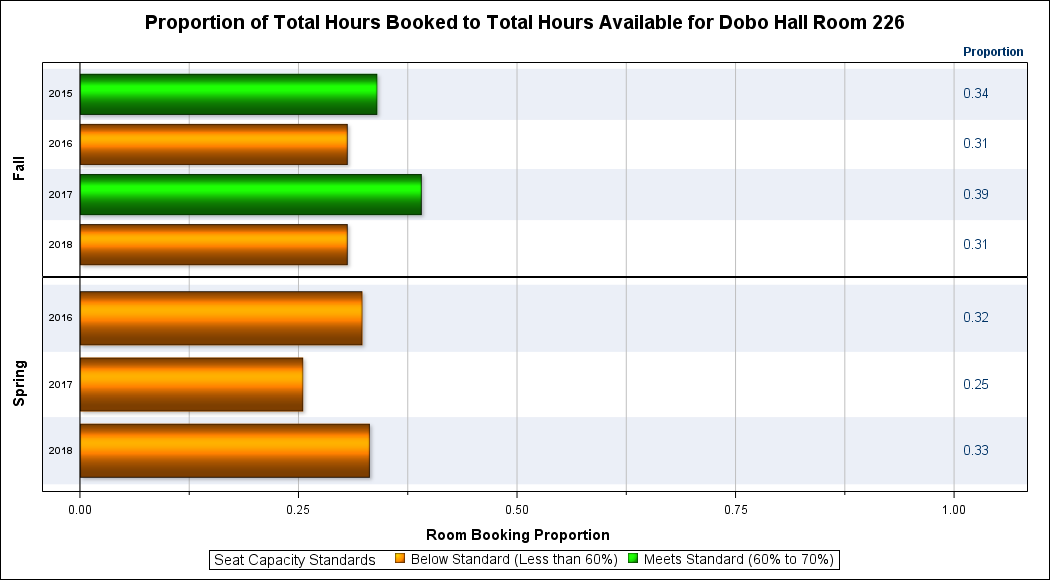 Proportion of Total Hours Booked to Total Hours Available for Dobo Hall Room 226
Proportion
Fall
2015 0.34
2016 0.31
2017 0.39
2018 0.31
Spring
2016 0.32
2017 0.25
2018 0.33
0.00 0.25 0.50 0.75 1.00
Room Booking Proportion
Seat Capacity Standards Below Standard (Less than 60%) Meets Standard (60% to 70%)